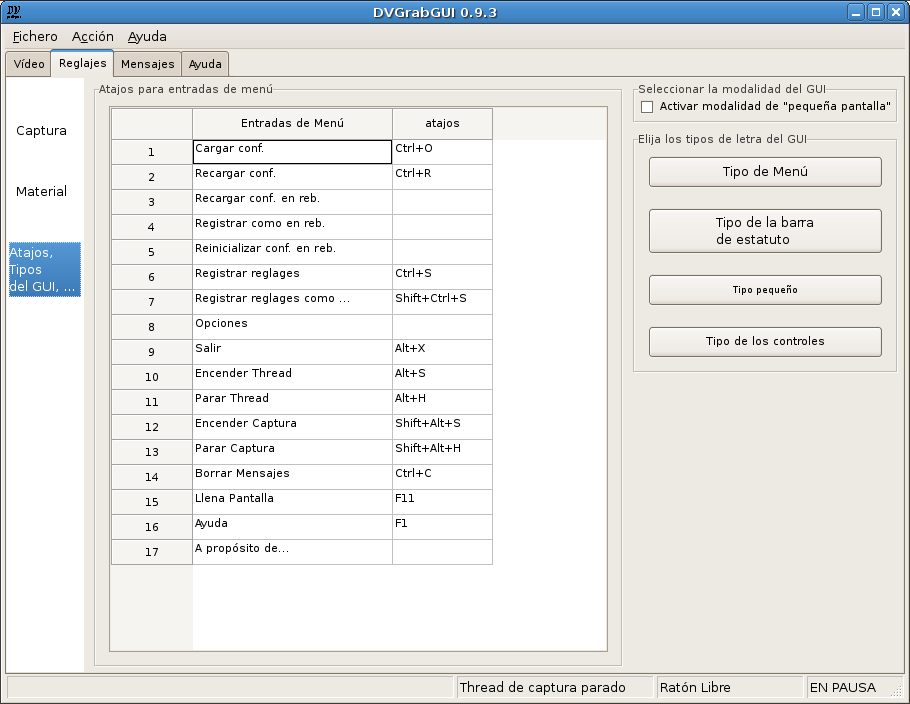 DVGrabGUI 0.9.3
Fichero Acción Ayuda
Vídeo Reglajes Mensajes Ayuda
Captura
Material
Atajos,
Tipos
del GUI, ...
Atajos para entradas de menú
Entradas de Menú atajos
1 Cargar conf. Ctrl+O
2 Recargar conf. Ctrl+R
3 Recargar conf. en reb.
4 Registrar como en reb.
5 Reinicializar conf. en reb.
6 Registrar reglages Ctrl+S
7 Registrar reglages como ... Shift+Ctrl+S
8 Opciones
9 Salir Alt+X
10 Encender Thread Alt+S
11 Parar Thread Alt+H
12 Encender Captura Shift+Alt+S
13 Parar Captura Shift+Alt+H
14 Borrar Mensajes Ctrl+C
15 Llena Pantalla F11
16 Ayuda F1
17 A propósito de...
Seleccionar la modalidad del GUI
Activar modalidad de "pequeña pantalla"
Elija los tipos de letra del GUI
Tipo de Menú
Tipo de la barra
de estatuto
Tipo pequeño
Tipo de los controles
Thread de captura parado Ratón Libre EN PAUSA